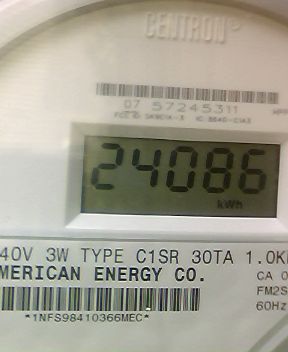 CENTRON®
07 57245311
24086
kWh
40V 3W TYPE C1SR 30TA 1.0K
MERICAN ENERGY CO.
CA 0
FM2S
60Hz
*1NFS98410366MEC*